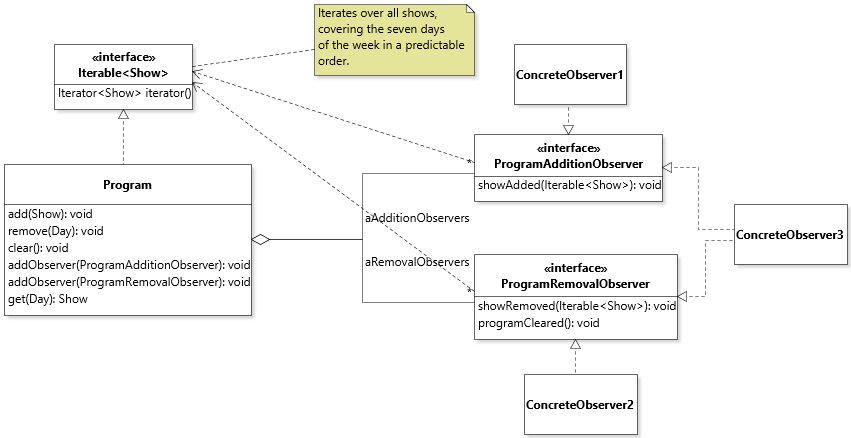 Iterates over all shows,
covering the seven days
of the week in a predictable
order.
«interface»
Iterable<Show>
Iterator<Show> iterator()
ConcreteObserver1
«interface»
ProgramAdditionObserver
showAdded(Iterable<Show>): void
*
Program
add(Show): void
remove(Day): void
clear(): void
addObserver(ProgramAdditionObserver): void
addObserver(ProgramRemovalObserver): void
get(Day): Show
aAdditionObservers
aRemovalObservers
ConcreteObserver3
«interface»
ProgramRemovalObserver
showRemoved(Iterable<Show>): void
programCleared(): void
*
ConcreteObserver2